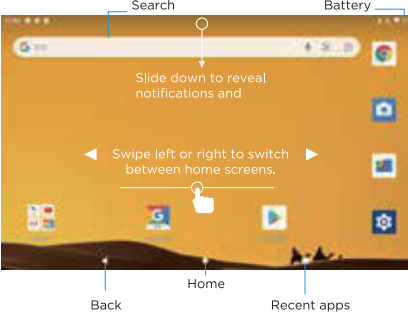 Search
Battery
Slide down to reveal
notifications and
Swipe left or right to switch
between home screens.
Home
Back
Recent apps